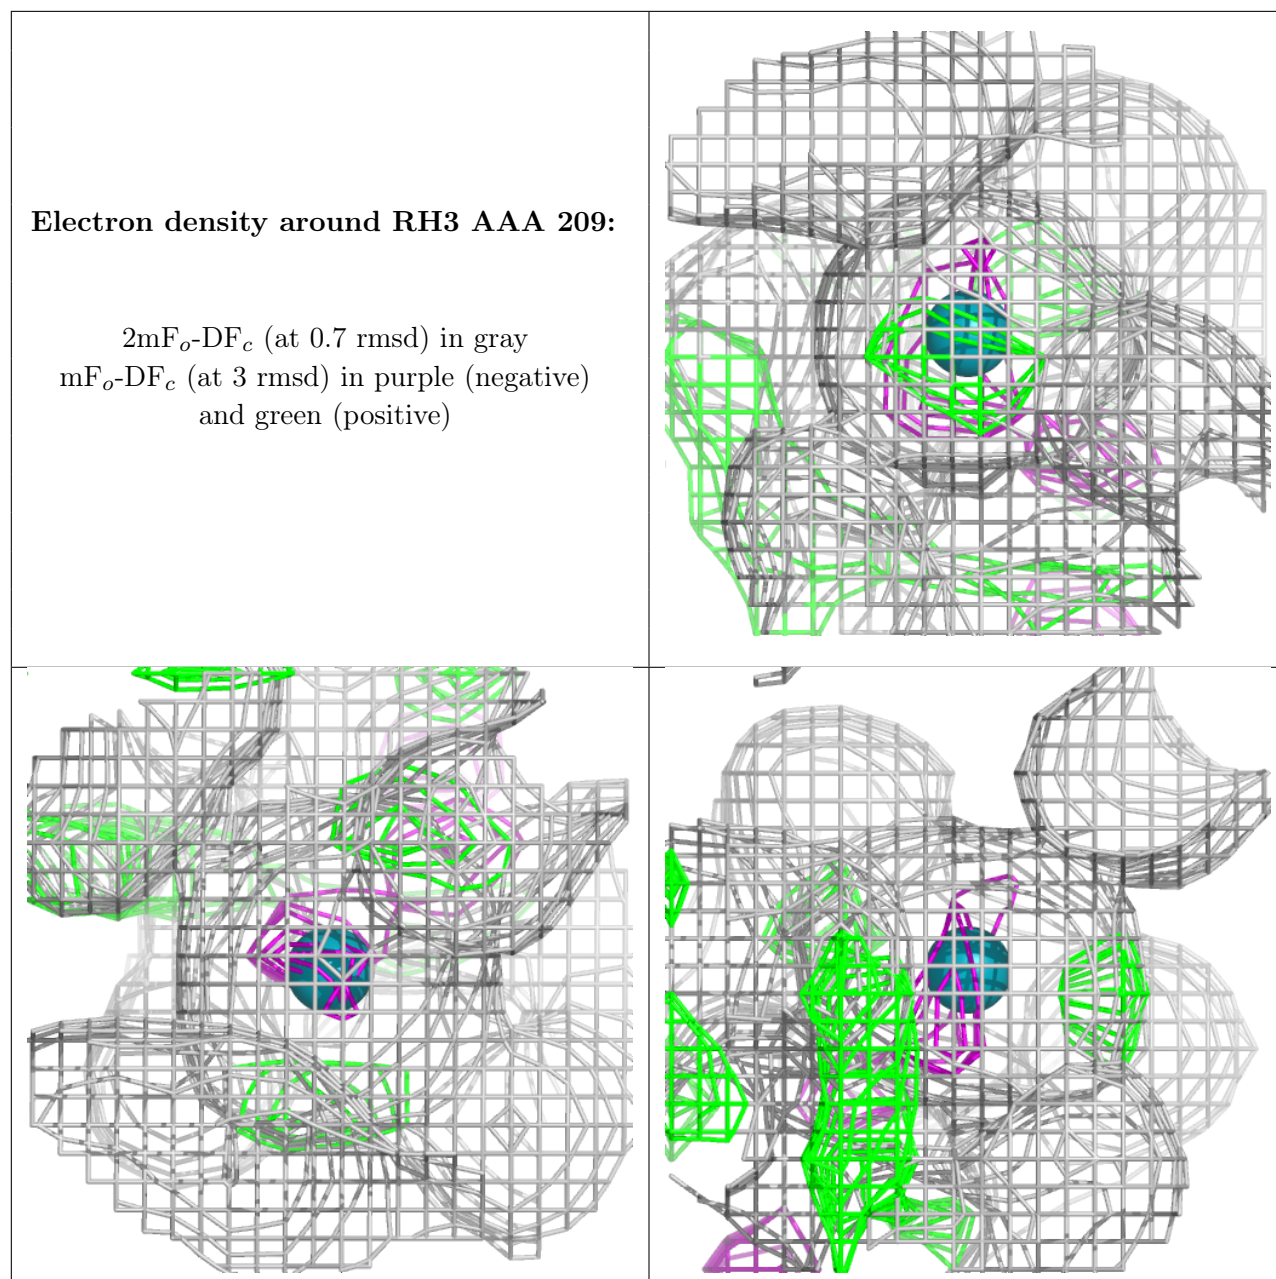 Electron density around RH3 AAA 209:
2mFo-DFc (at 0.7 rmsd) in gray
mFo-DFc (at 3 rmsd) in purple (negative)
and green (positive)